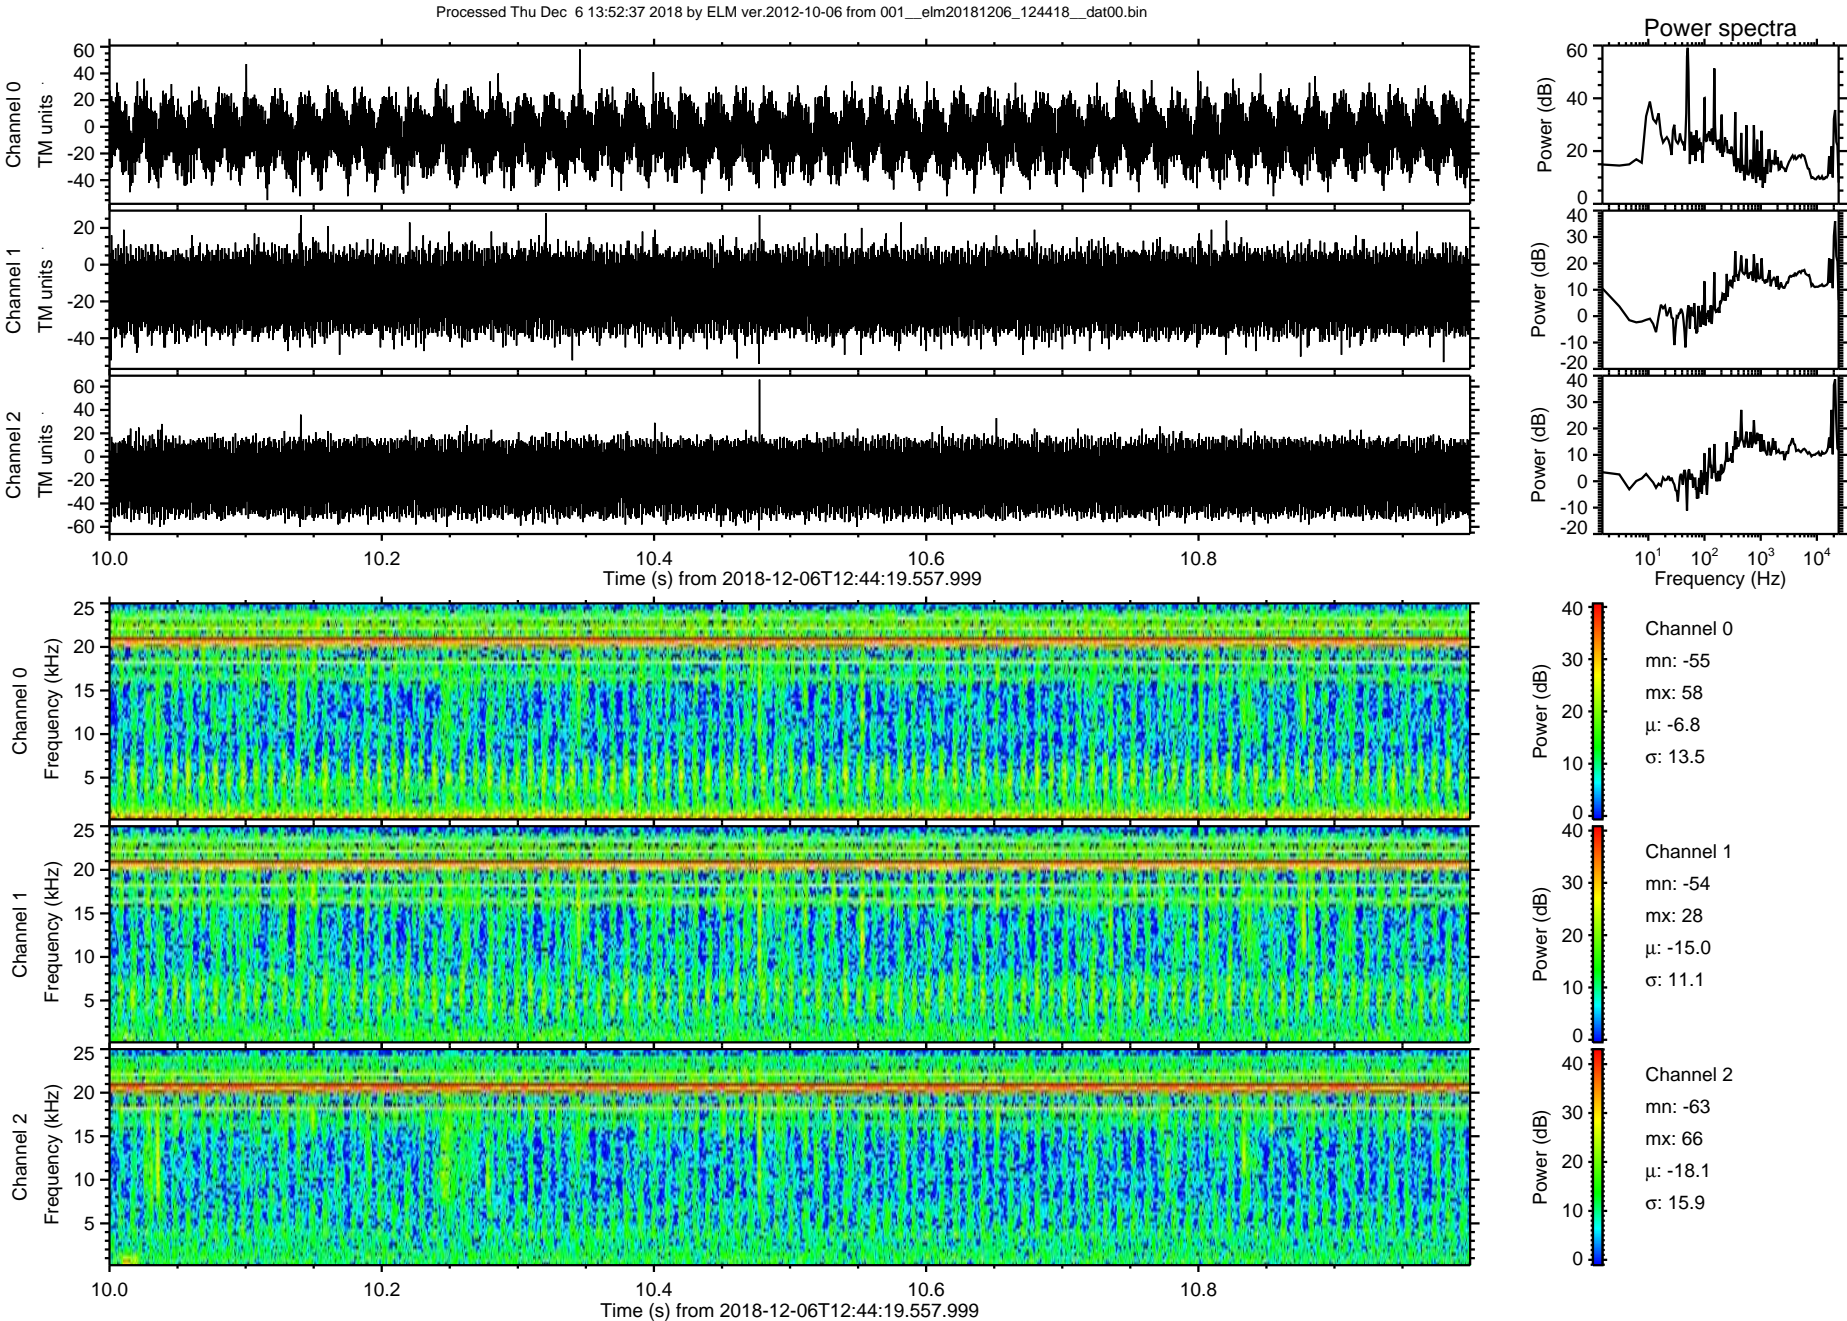 Processed Thu Dec  6 13:52:37 2018 by ELM ver.2012-10-06 from 001__elm20181206_124418__dat00.bin
Power spectra
Channel 0
TM units
60
40
20
0
-20
-40
Power (dB)
60
40
20
0
Channel 1
TM units
20
0
-20
-40
Power (dB)
40
30
20
10
0
-10
-20
Channel 2
TM units
60
40
20
0
-20
-40
-60
Power (dB)
40
30
20
10
0
-10
-20
10.0 10.2 10.4 10.6 10.8
Time (s) from 2018-12-06T12:44:19.557.999
10^1 10^2 10^3 10^4
Frequency (Hz)
Channel 0
Frequency (kHz)
25
20
15
10
5
Power (dB)
40
30
20
10
0
Channel 0
mn: -55
mx: 58
μ: -6.8
σ: 13.5
Channel 1
Frequency (kHz)
25
20
15
10
5
Power (dB)
40
30
20
10
0
Channel 1
mn: -54
mx: 28
μ: -15.0
σ: 11.1
Channel 2
Frequency (kHz)
25
20
15
10
5
Power (dB)
40
30
20
10
0
Channel 2
mn: -63
mx: 66
μ: -18.1
σ: 15.9
10.0 10.2 10.4 10.6 10.8
Time (s) from 2018-12-06T12:44:19.557.999